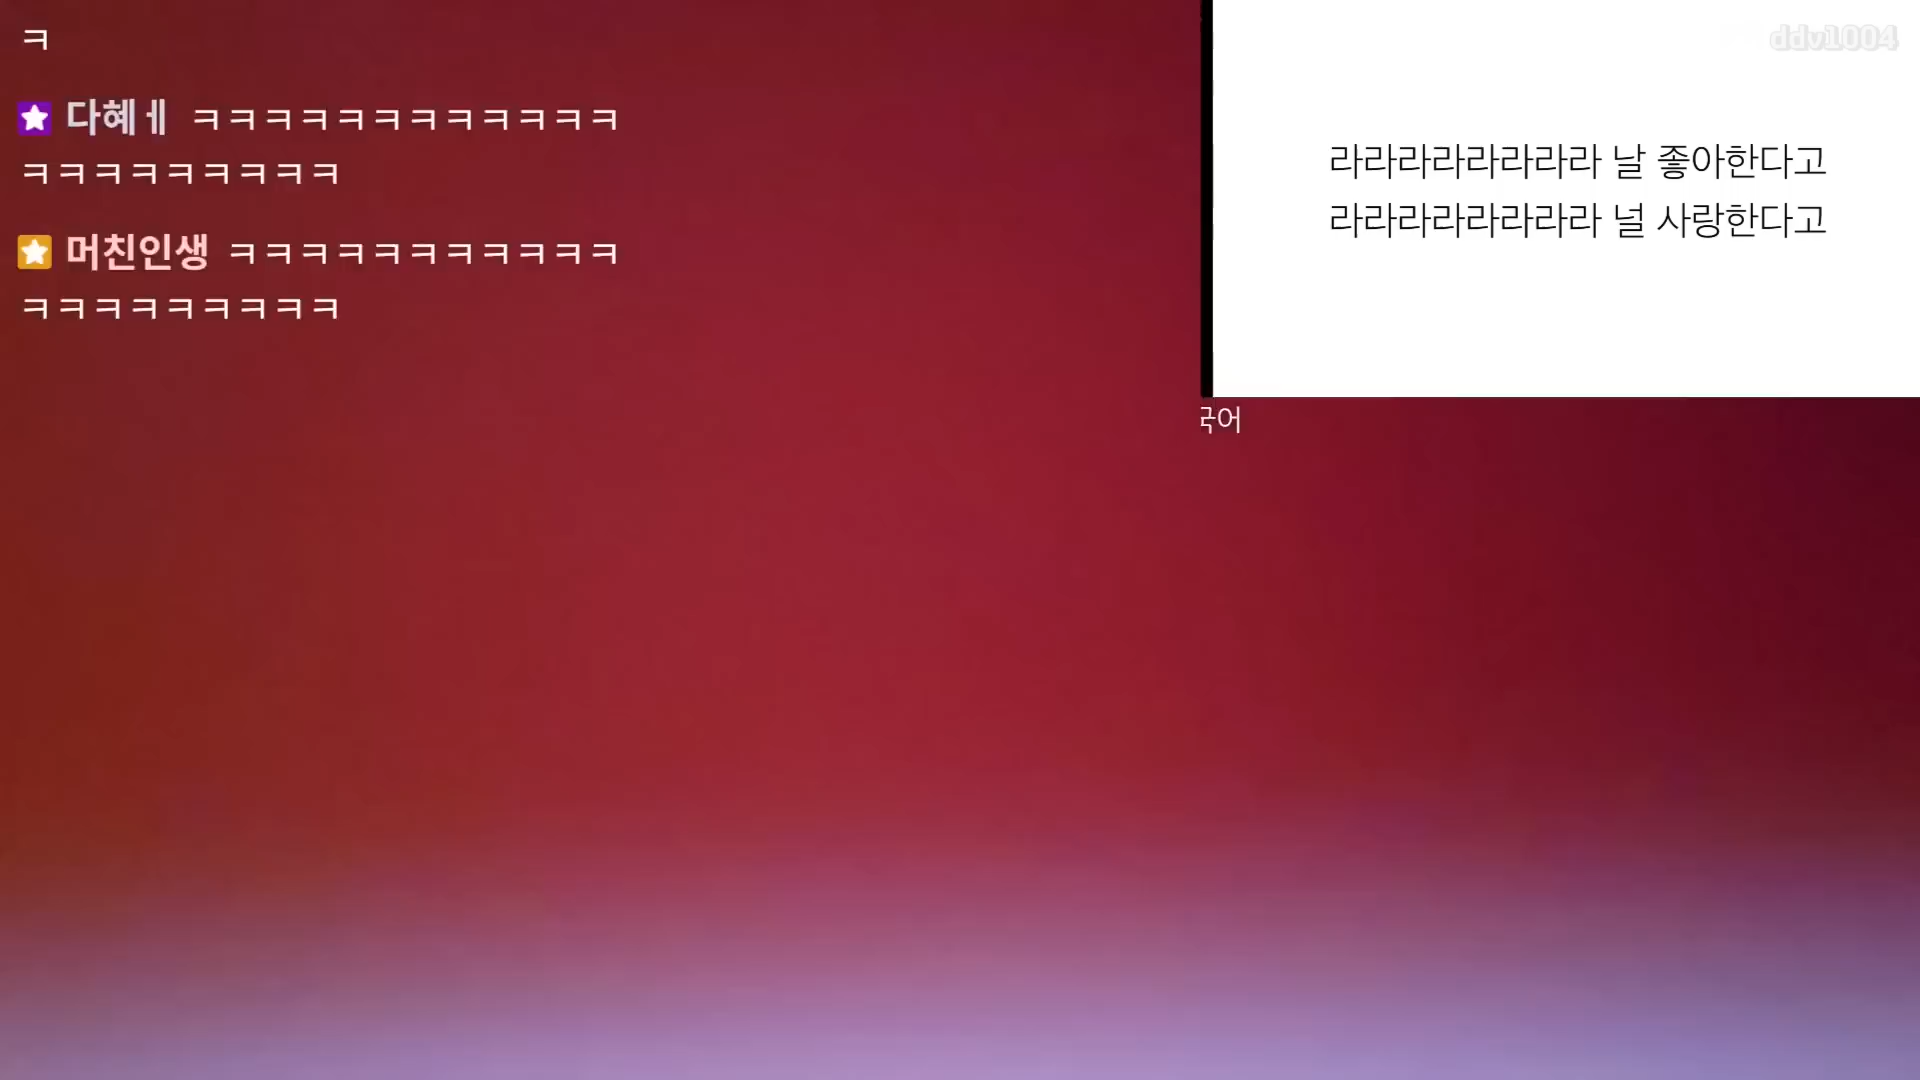 ㅋ
다혜ㅔ ㅋㅋㅋㅋㅋㅋㅋㅋㅋㅋㅋㅋ
ㅋㅋㅋㅋㅋㅋㅋㅋㅋ
머친인생 ㅋㅋㅋㅋㅋㅋㅋㅋㅋㅋㅋ
ㅋㅋㅋㅋㅋㅋㅋㅋㅋ
ddv1004
라라라라라라라라 날 좋아한다고
라라라라라라라라 널 사랑한다고
국어